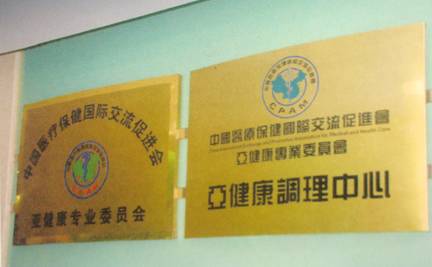 中国医疗保健国际交流促进会
亚健康专业委员会
CPAM
中國醫療保健國際交流促進會
亞健康專業委員會
亞健康調理中心